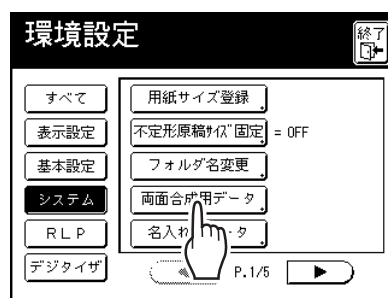 環境設定
終了
すべて
用紙サイズ登録
表示設定
不定形原稿ｻｲｽﾞ固定 = OFF
基本設定
フォルダ名変更
システム
両面合成用データ
RLP
名入れ ータ
デジタイザ
P.1/5